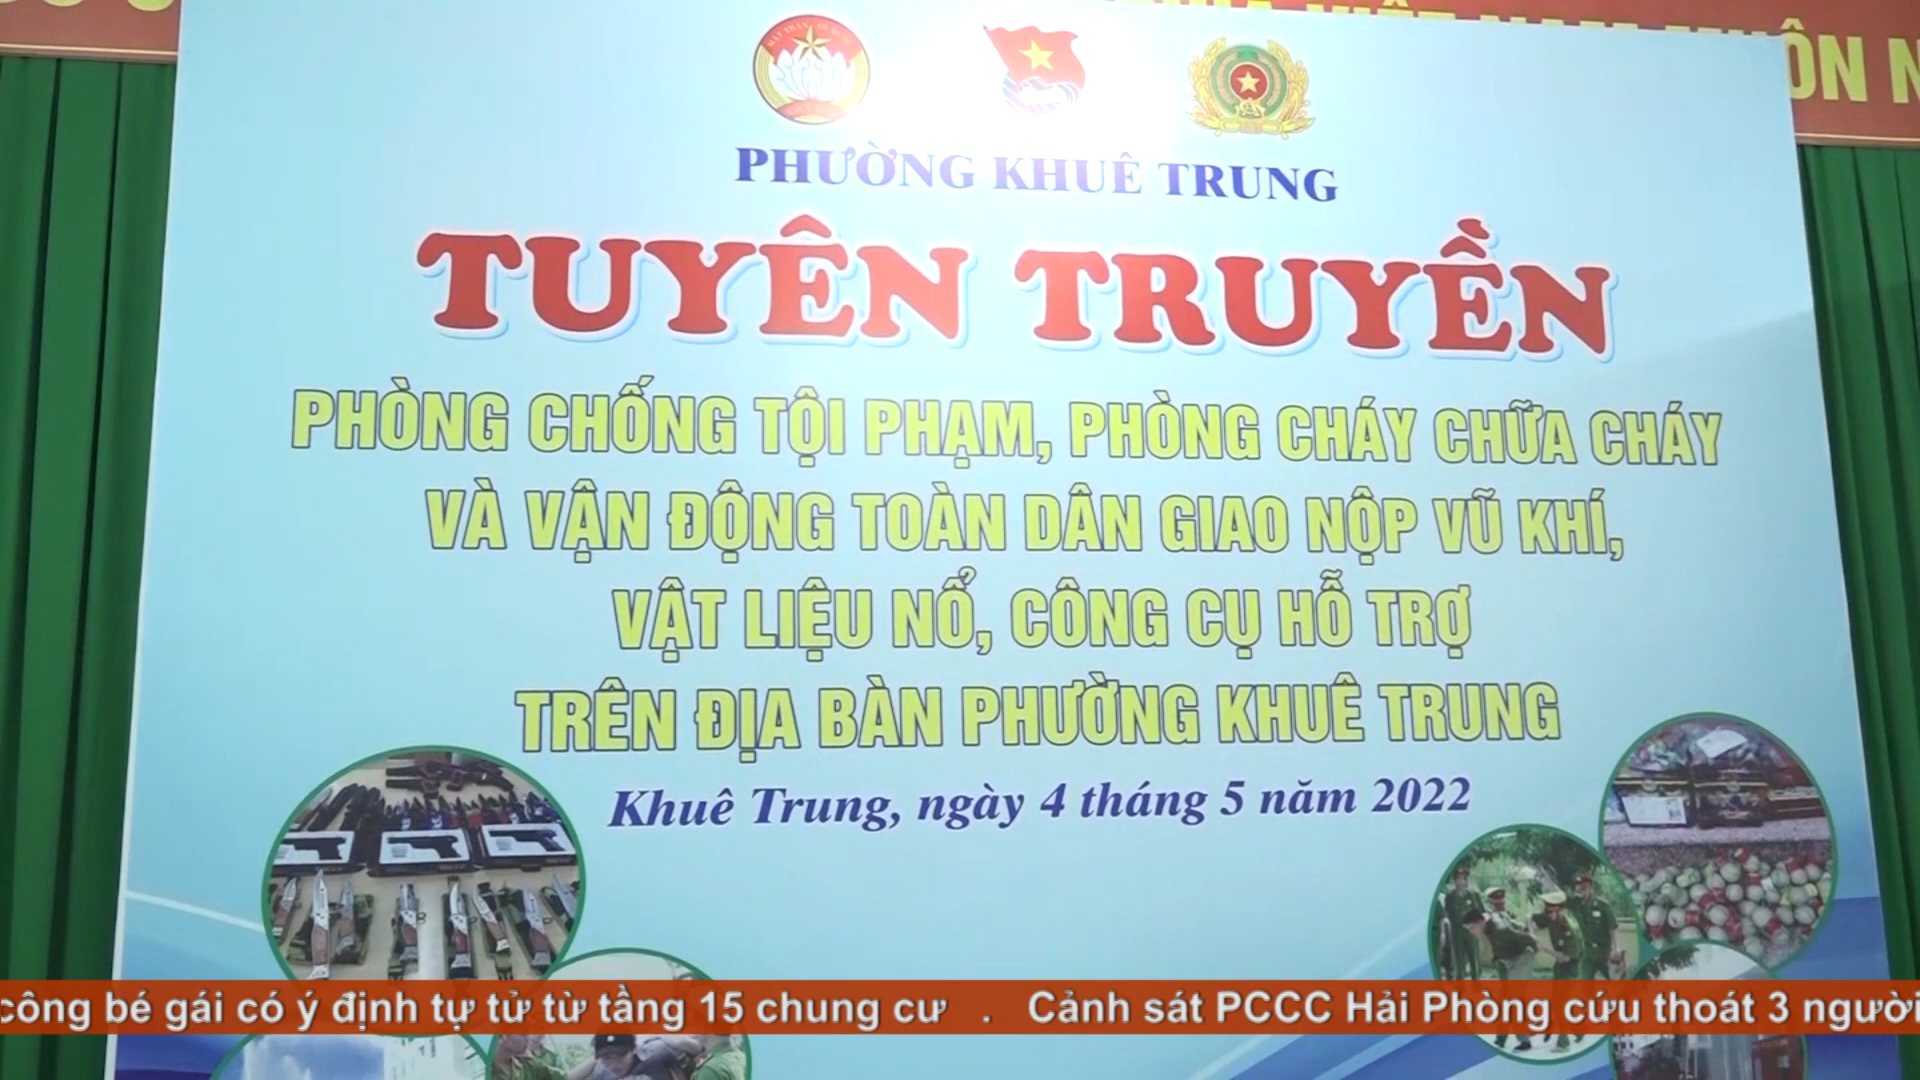 ÔN N
PHƯỜNG KHUÊ TRUNG
TUYÊN TRUYỀN
PHÒNG CHỐNG TỘI PHẠM, PHÒNG CHÁY CHỮA CHÁY
VÀ VẬN ĐỘNG TOÀN DÂN GIAO NỘP VŨ KHÍ,
VẬT LIỆU NỔ, CÔNG CỤ HỖ TRỢ
TRÊN ĐỊA BÀN PHƯỜNG KHUÊ TRUNG
Khuê Trung, ngày 4 tháng 5 năm 2022
công bé gái có ý định tự tử từ tầng 15 chung cư . Cảnh sát PCCC Hải Phòng cứu thoát 3 người